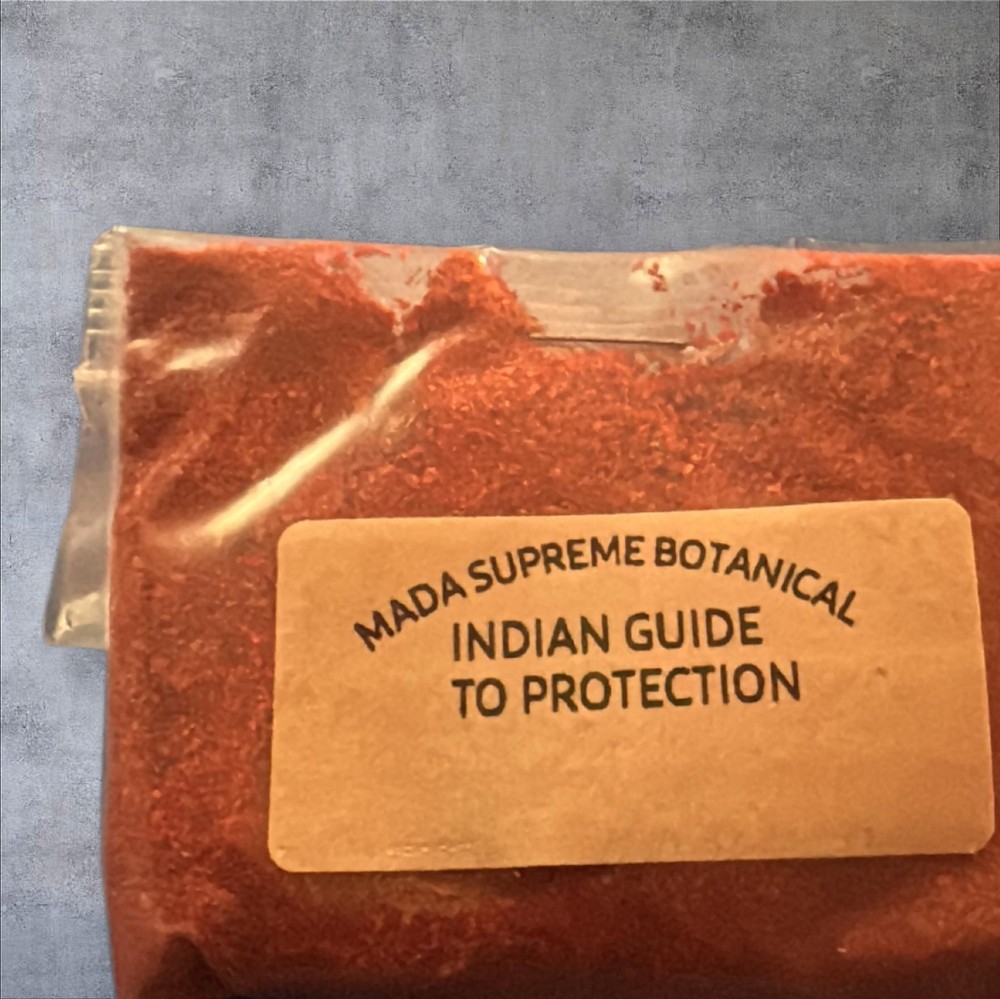 MADA SUPREME BOTANICAL
INDIAN GUIDE
TO PROTECTION